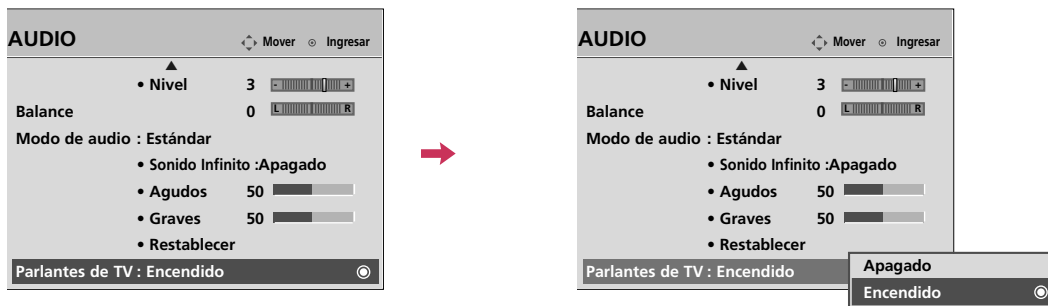 AUDIO
Mover Ingresar
• Nivel 3 - +
Balance 0 L R
Modo de audio : Estándar
• Sonido Infinito :Apagado
• Agudos 50
• Graves 50
• Restablecer
Parlantes de TV : Encendido
AUDIO
Mover Ingresar
• Nivel 3 - +
Balance 0 L R
Modo de audio : Estándar
• Sonido Infinito :Apagado
• Agudos 50
• Graves 50
• Restablecer
Parlantes de TV : Encendido
Apagado
Encendido